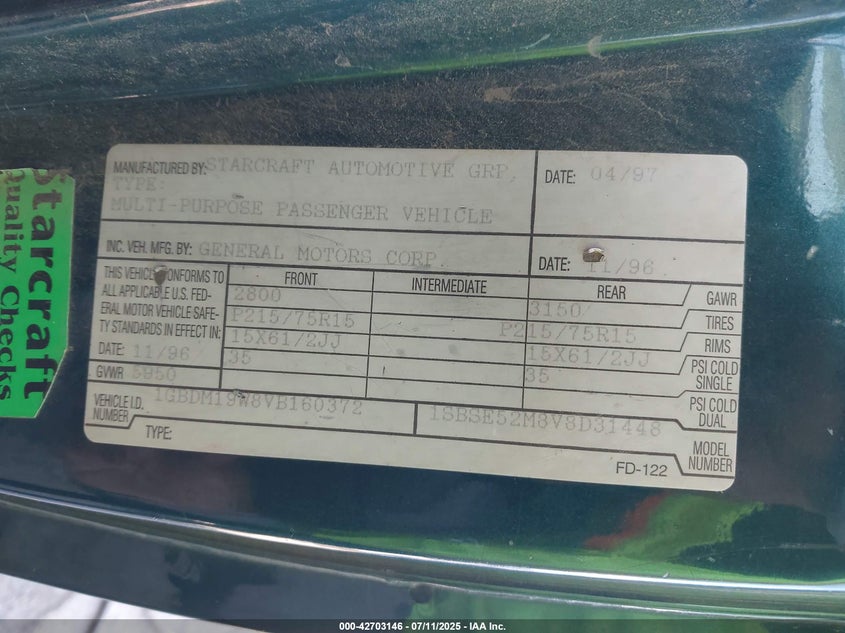 MANUFACTURED BY: STARCRAFT AUTOMOTIVE GRP.
DATE: 04/97
TYPE:
MULTI-PURPOSE PASSENGER VEHICLE
INC. VEH. MFG. BY: GENERAL MOTORS CORP.
DATE: 11/96
THIS VEHICLE CONFORMS TO
ALL APPLICABLE U.S. FED-
ERAL MOTOR VEHICLE SAFE-
TY STANDARDS IN EFFECT IN:
DATE: 11/96
GVWR 5950
FRONT INTERMEDIATE REAR
2800 3150 GAWR
P215/75R15 P215/75R15 TIRES
15X61/2JJ 15X61/2JJ RIMS
35 35 PSI COLD SINGLE
PSI COLD DUAL
VEHICLE I.D. NUMBER 1GBDM19W8VB160372
1SBSE52M8V8D31448 MODEL NUMBER
TYPE:
FD-122
Starcraft
Quality Checks
000-42703146 - 07/11/2025 - IAA Inc.